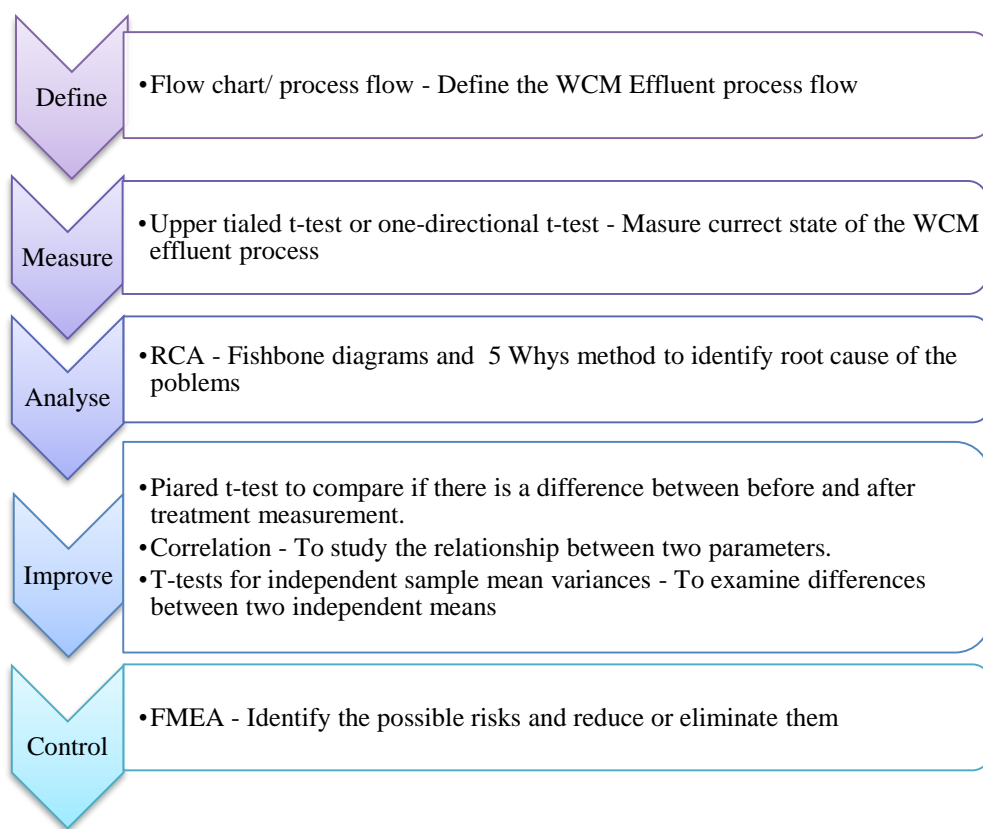 Define
•Flow chart/ process flow - Define the WCM Effluent process flow
Measure
•Upper tialed t-test or one-directional t-test - Masure currect state of the WCM
effluent process
Analyse
•RCA - Fishbone diagrams and 5 Whys method to identify root cause of the
poblems
Improve
•Piared t-test to compare if there is a difference between before and after
treatment measurement.
•Correlation - To study the relationship between two parameters.
•T-tests for independent sample mean variances - To examine differences
between two independent means
Control
•FMEA - Identify the possible risks and reduce or eliminate them